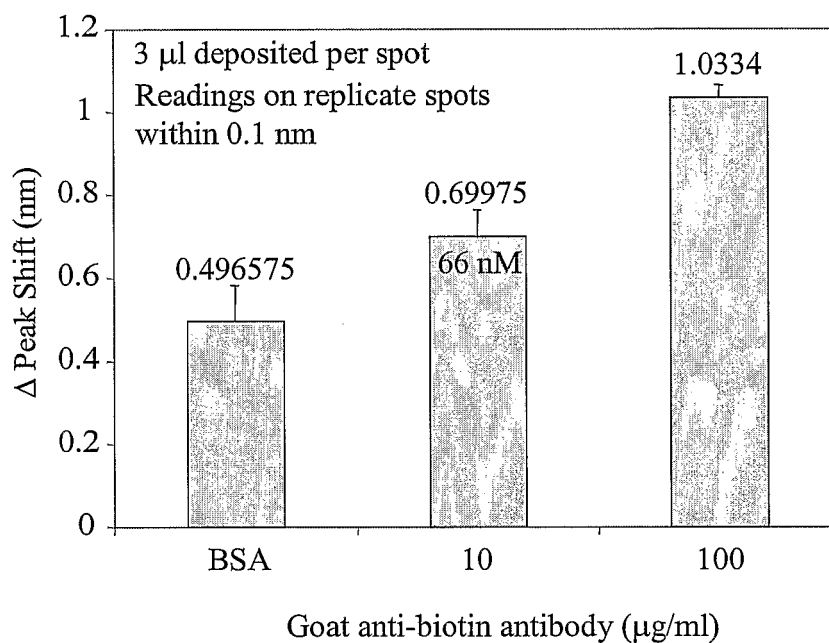 1.2
3 µl deposited per spot
Readings on replicate spots
within 0.1 nm
1.0334
1
0.8
0.69975
66 nM
0.6
0.496575
0.4
0.2
0
Δ Peak Shift (nm)
BSA 10 100
Goat anti-biotin antibody (µg/ml)